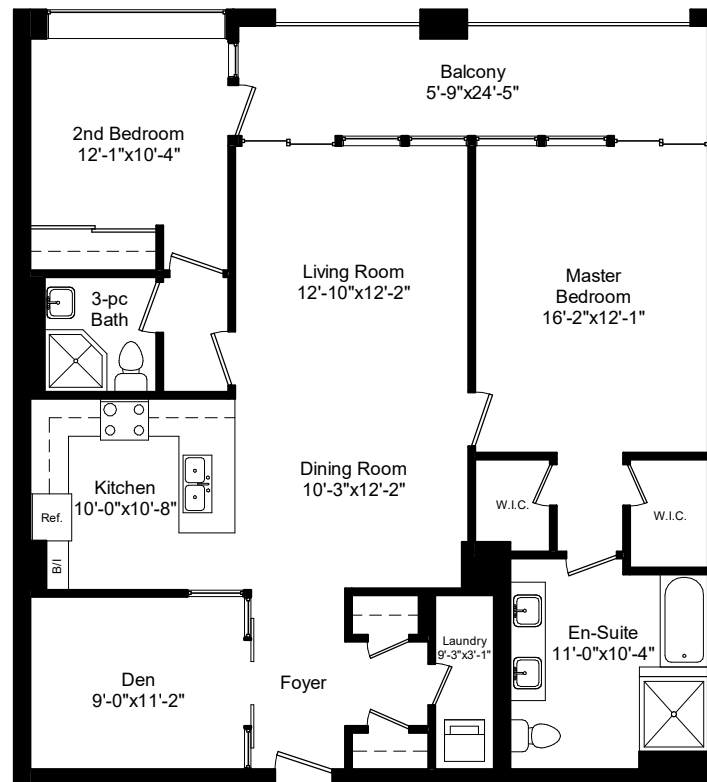 Balcony
5'-9"x24'-5"
2nd Bedroom
12'-1"x10'-4"
Living Room
12'-10"x12'-2"
Master
Bedroom
16'-2"x12'-1"
3-pc
Bath
Kitchen
10'-0"x10'-8"
Ref.
B/I
Dining Room
10'-3"x12'-2"
W.I.C.
W.I.C.
Den
9'-0"x11'-2"
Foyer
Laundry
9'-3"x3'-1"
En-Suite
11'-0"x10'-4"